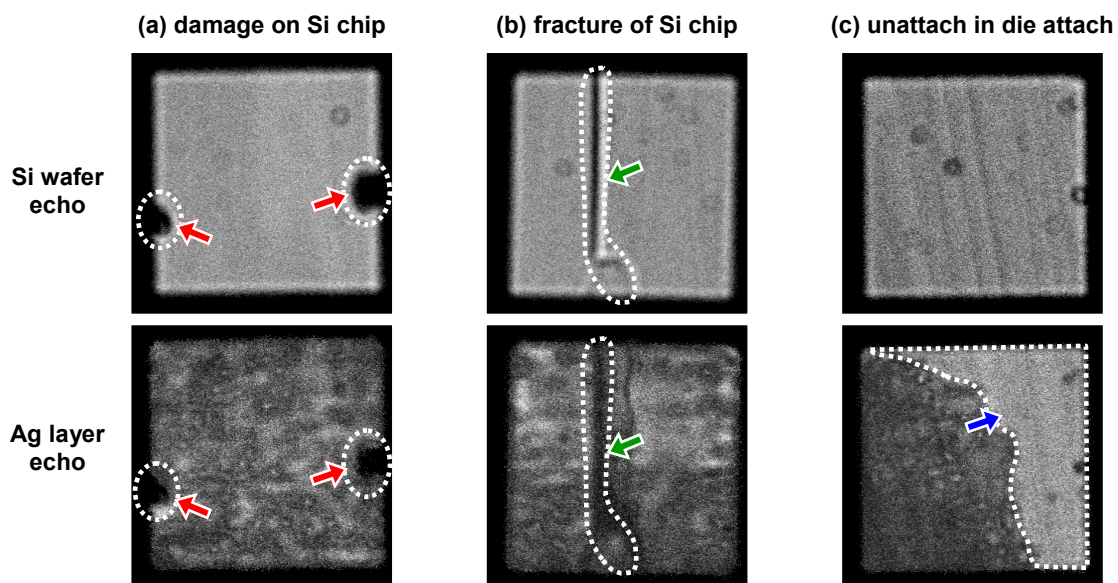 (a) damage on Si chip
(b) fracture of Si chip
(c) unattach in die attach
Si wafer
echo
Ag layer
echo